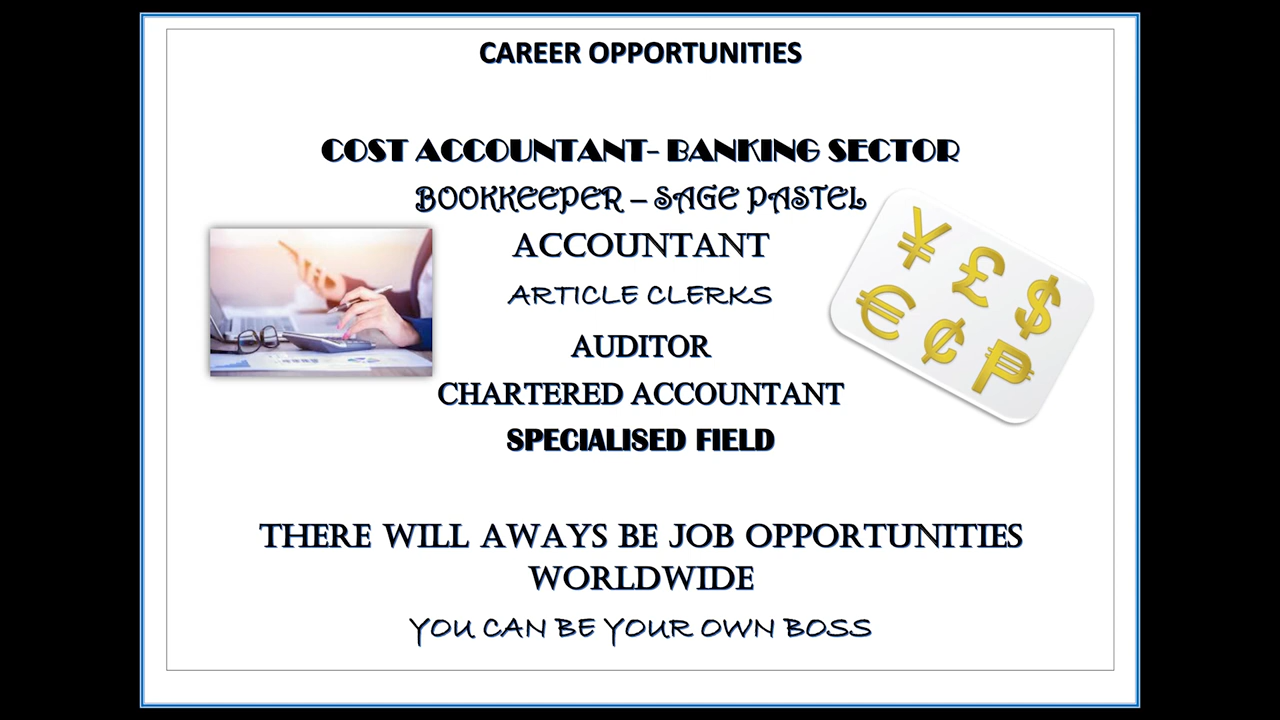 CAREER OPPORTUNITIES
COST ACCOUNTANT- BANKING SECTOR
BOOKKEEPER – SAGE PASTEL
ACCOUNTANT
ARTICLE CLERKS
AUDITOR
CHARTERED ACCOUNTANT
SPECIALISED FIELD
THERE WILL AWAYS BE JOB OPPORTUNITIES
WORLDWIDE
YOU CAN BE YOUR OWN BOSS
¥ £ $
€ ¢ ₱